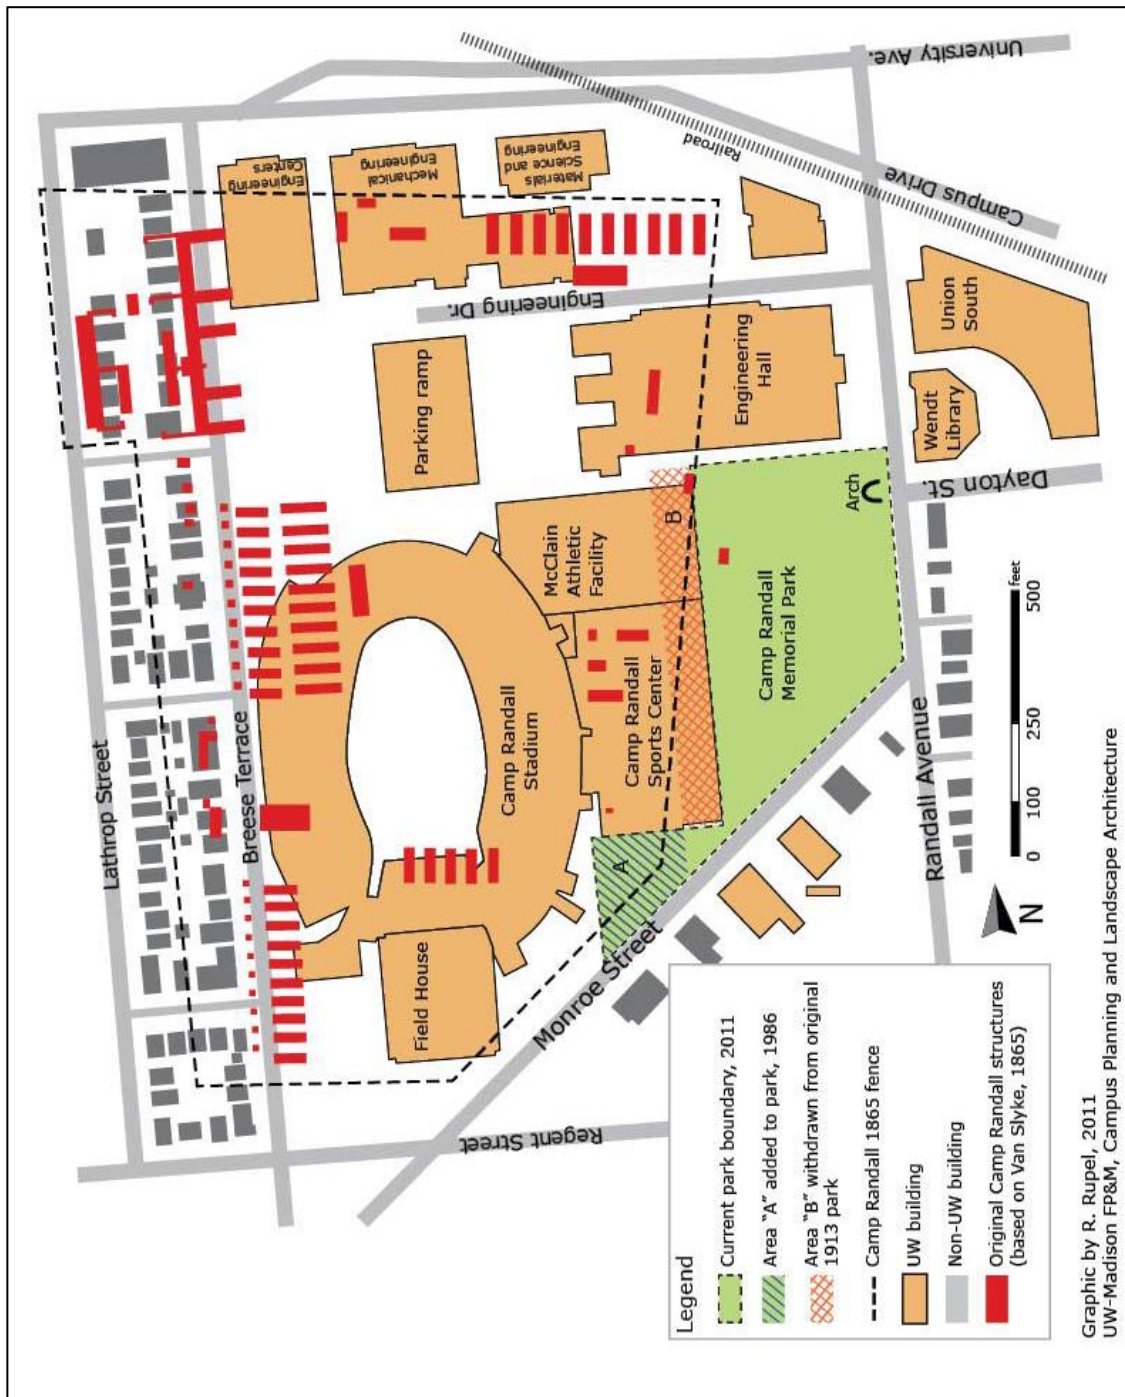 Lathrop Street
Breese Terrace
Regent Street
Monroe Street
Randall Avenue
Dayton St.
Engineering Dr.
Campus Drive
University Ave.
Railroad
Field House
Camp Randall
Stadium
Parking ramp
Engineering
Centers
Mechanical
Engineering
Materials
Science and
Engineering
McClain
Athletic
Facility
Camp Randall
Sports Center
Engineering
Hall
Camp Randall
Memorial Park
A
B
Arch
Wendt
Library
Union
South
N
0
100
250
500
feet
Legend
Current park boundary, 2011
Area "A" added to park, 1986
Area "B" withdrawn from original
1913 park
Camp Randall 1865 fence
UW building
Non-UW building
Original Camp Randall structures
(based on Van Slyke, 1865)
Graphic by R. Rupel, 2011
UW-Madison FP&M, Campus Planning and Landscape Architecture